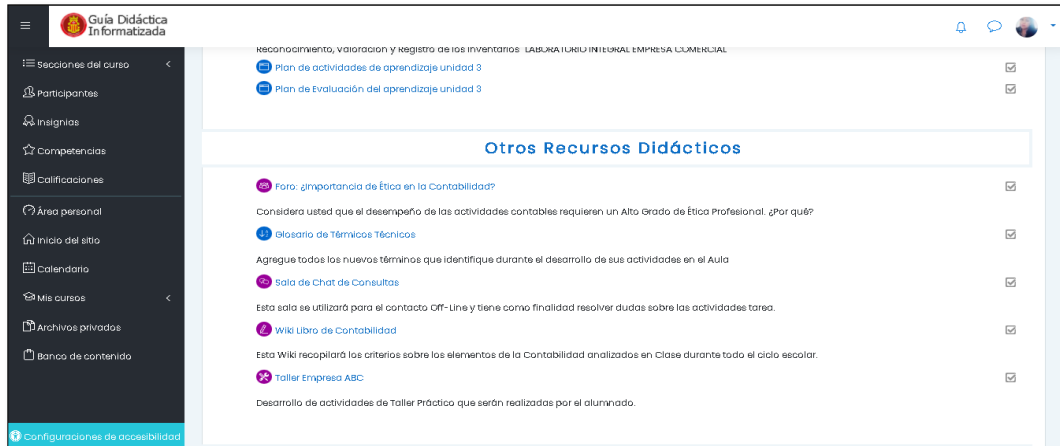 Guía Didáctica
Informatizada
Secciones del curso
Participantes
Insignias
Competencias
Calificaciones
Área personal
Inicio del sitio
Calendario
Mis cursos
Archivos privados
Banco de contenido
Configuraciones de accesibilidad
Reconocimiento, Valoración y Registro de los Inventarios LABORATORIO INTEGRAL EMPRESA COMERCIAL
Plan de actividades de aprendizaje unidad 3
Plan de Evaluación del aprendizaje unidad 3
Otros Recursos Didácticos
Foro: ¿Importancia de Ética en la Contabilidad?
Considera usted que el desempeño de las actividades contables requieren un Alto Grado de Ética Profesional. ¿Por qué?
Glosario de Térmicos Técnicos
Agregue todos los nuevos términos que identifique durante el desarrollo de sus actividades en el Aula
Sala de Chat de Consultas
Esta sala se utilizará para el contacto Off-Line y tiene como finalidad resolver dudas sobre las actividades tarea.
Wiki Libro de Contabilidad
Esta Wiki recopilará los criterios sobre los elementos de la Contabilidad analizados en Clase durante todo el ciclo escolar.
Taller Empresa ABC
Desarrollo de actividades de Taller Práctico que serán realizadas por el alumnado.